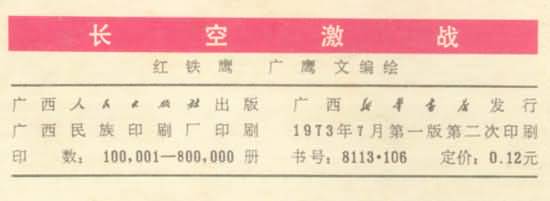 长空激战
红铁鹰 广鹰文编绘
广西人民出版社出版 广西新华书店发行
广西民族印刷厂印刷 1973年7月第一版第二次印刷
印数：100,001—800,000册 书号：8113·106 定价：0.12元